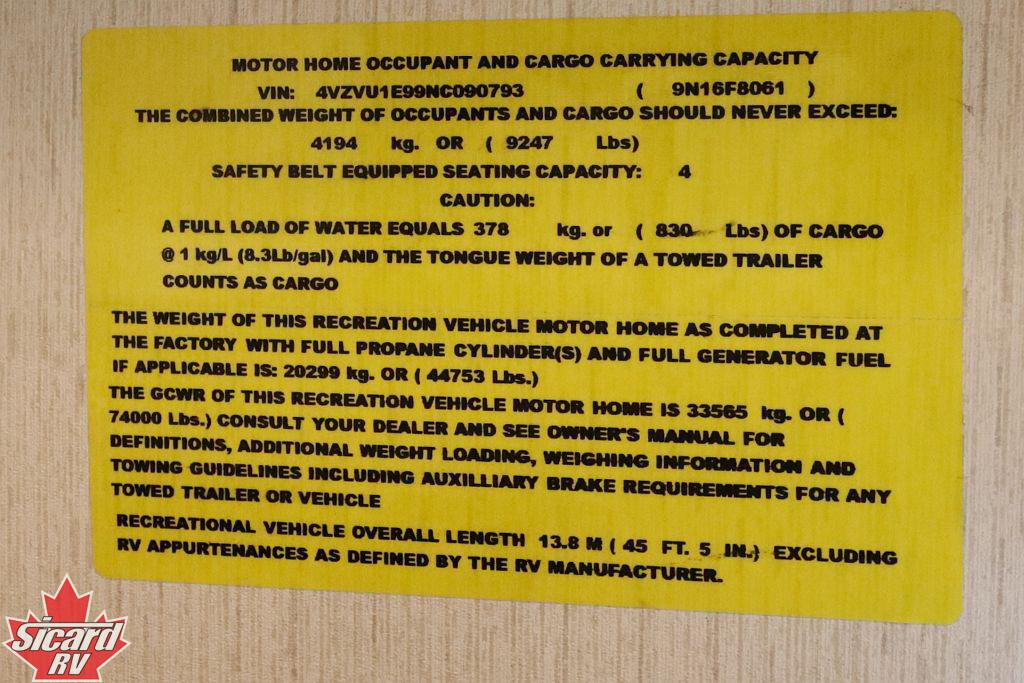 MOTOR HOME OCCUPANT AND CARGO CARRYING CAPACITY
VIN: 4VZVU1E99NC090793 ( 9N16F8061 )
THE COMBINED WEIGHT OF OCCUPANTS AND CARGO SHOULD NEVER EXCEED:
4194 kg. OR ( 9247 Lbs)
SAFETY BELT EQUIPPED SEATING CAPACITY: 4
CAUTION:
A FULL LOAD OF WATER EQUALS 378 kg. or ( 830 Lbs) OF CARGO
@ 1 kg/L (8.3Lb/gal) AND THE TONGUE WEIGHT OF A TOWED TRAILER
COUNTS AS CARGO
THE WEIGHT OF THIS RECREATION VEHICLE MOTOR HOME AS COMPLETED AT
THE FACTORY WITH FULL PROPANE CYLINDER(S) AND FULL GENERATOR FUEL
IF APPLICABLE IS: 20299 kg. OR ( 44753 Lbs.)
THE GCWR OF THIS RECREATION VEHICLE MOTOR HOME IS 33565 kg. OR (
74000 Lbs.) CONSULT YOUR DEALER AND SEE OWNER'S MANUAL FOR
DEFINITIONS, ADDITIONAL WEIGHT LOADING, WEIGHING INFORMATION AND
TOWING GUIDELINES INCLUDING AUXILLIARY BRAKE REQUIREMENTS FOR ANY
TOWED TRAILER OR VEHICLE
RECREATIONAL VEHICLE OVERALL LENGTH 13.8 M ( 45 FT. 5 IN.) EXCLUDING
RV APPURTENANCES AS DEFINED BY THE RV MANUFACTURER.
Sicard
RV